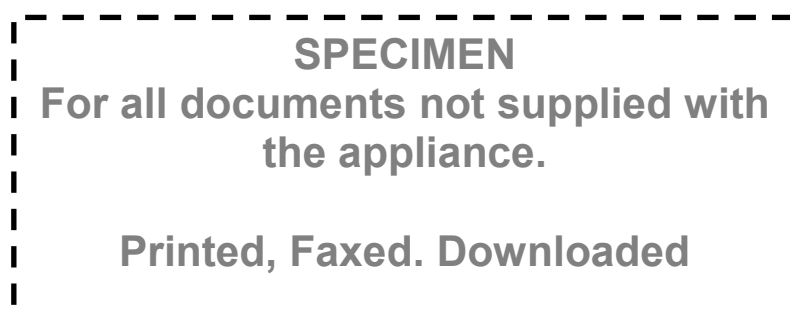 SPECIMEN
For all documents not supplied with
the appliance.
Printed, Faxed. Downloaded